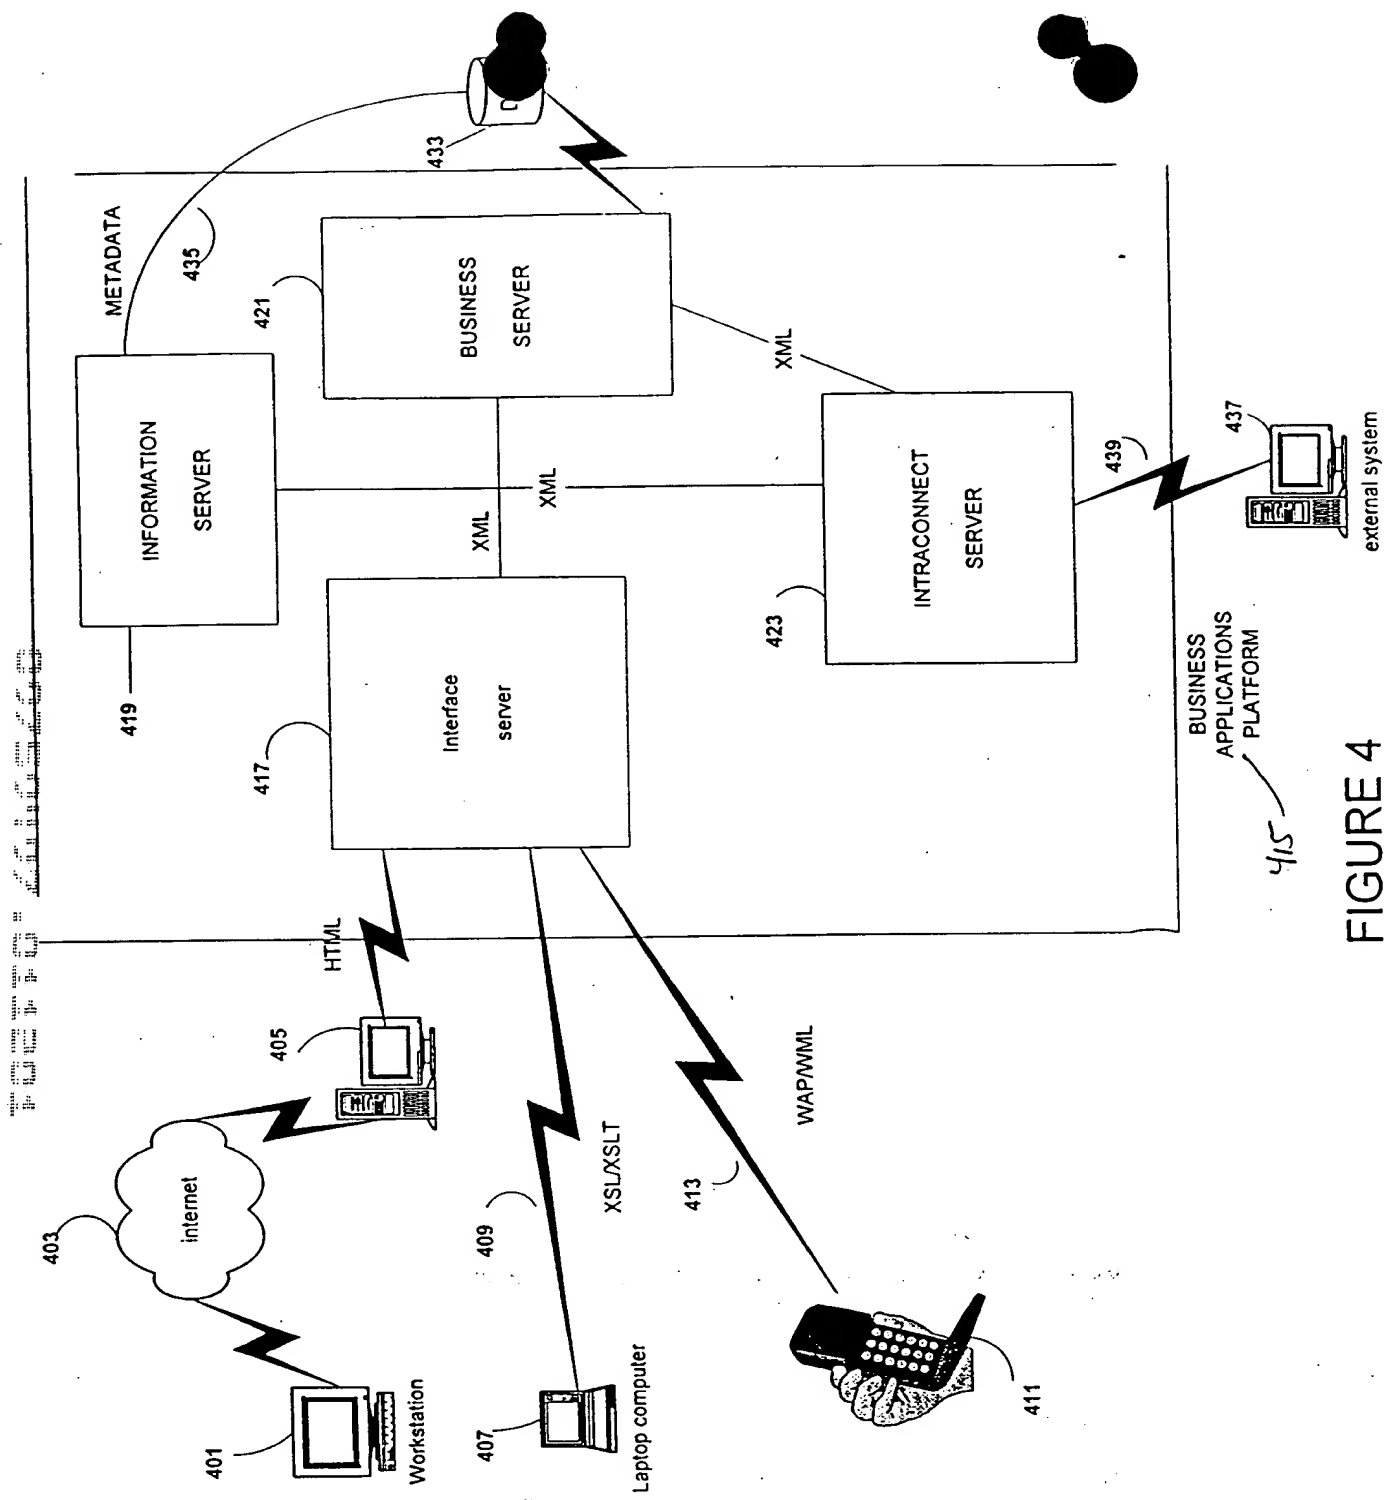 METADATA
435
433
421
BUSINESS
SERVER
INFORMATION
SERVER
419
XML
XML
XML
417
Interface
server
423
INTRACONNECT
SERVER
439
437
external system
BUSINESS
APPLICATIONS
PLATFORM
415
HTML
405
403
internet
401
Workstation
409
XSL/XSLT
407
Laptop computer
413
WAP/WML
411
FIGURE 4